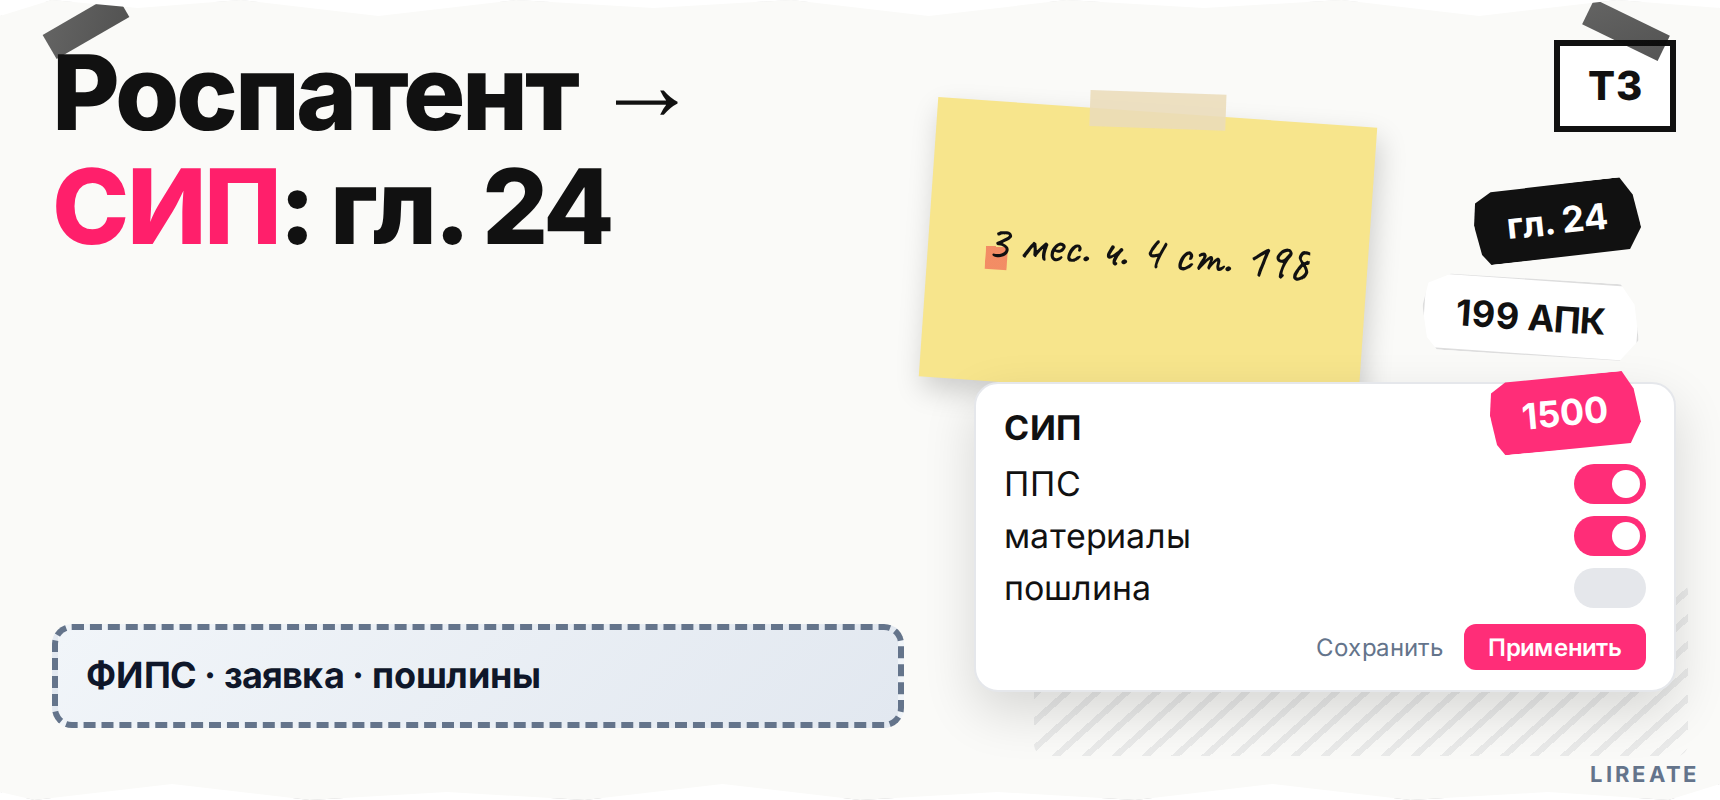 Роспатент →
СИП: гл. 24
ТЗ
гл. 24
3 мес. ч. 4 ст. 198
199 АПК
1500
СИП
ППС
материалы
пошлина
Сохранить Применить
ФИПС · заявка · пошлины
LIREATE